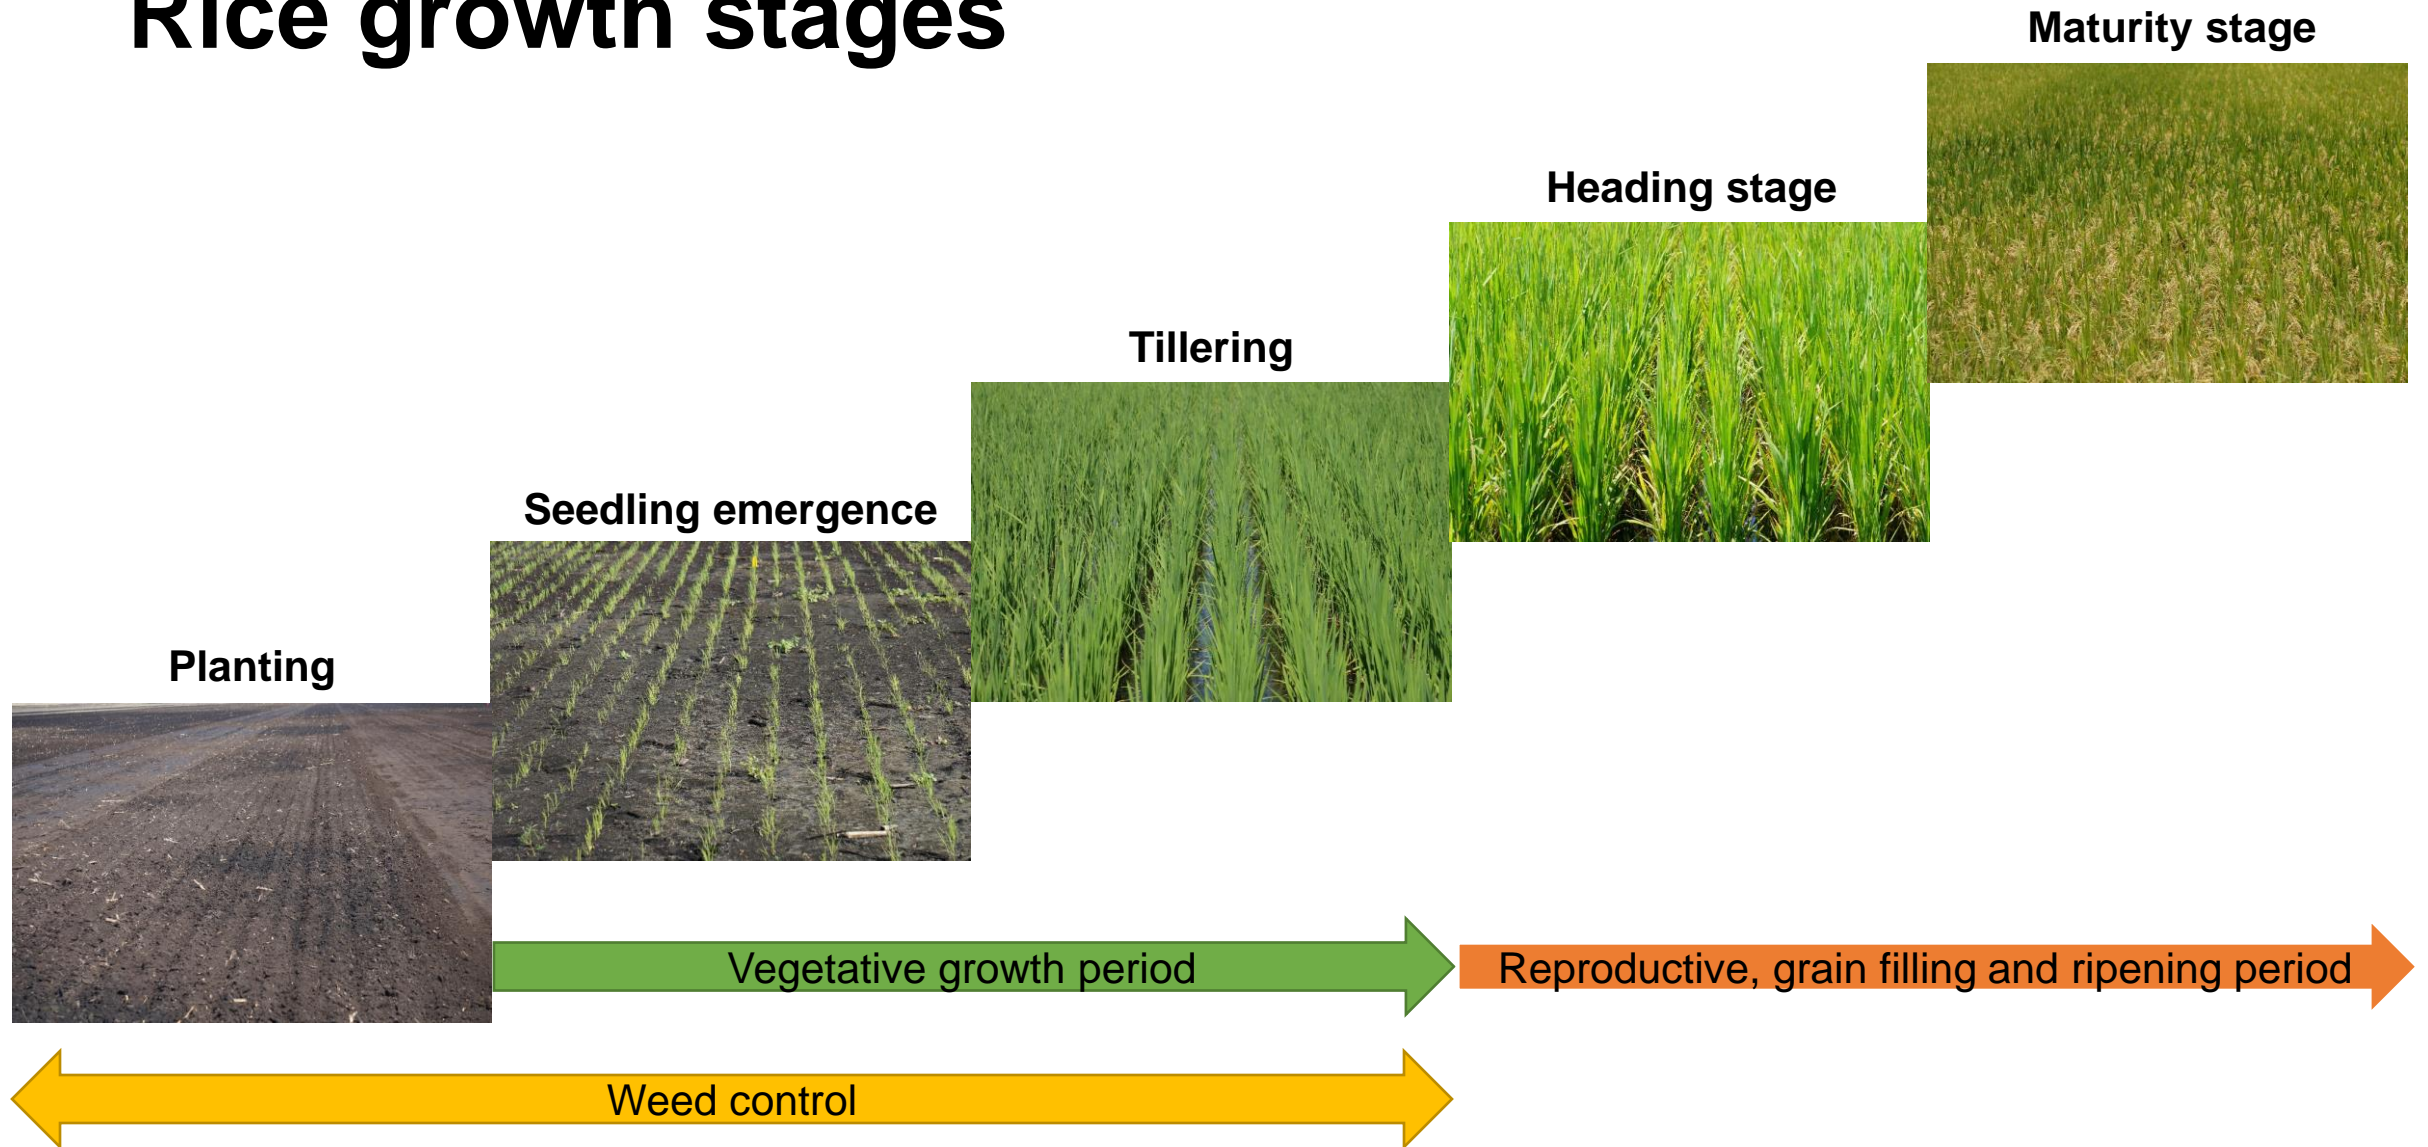 Rice growth stages
Maturity stage
Heading stage
Tillering
Seedling emergence
Planting
Vegetative growth period
Reproductive, grain filling and ripening period
Weed control